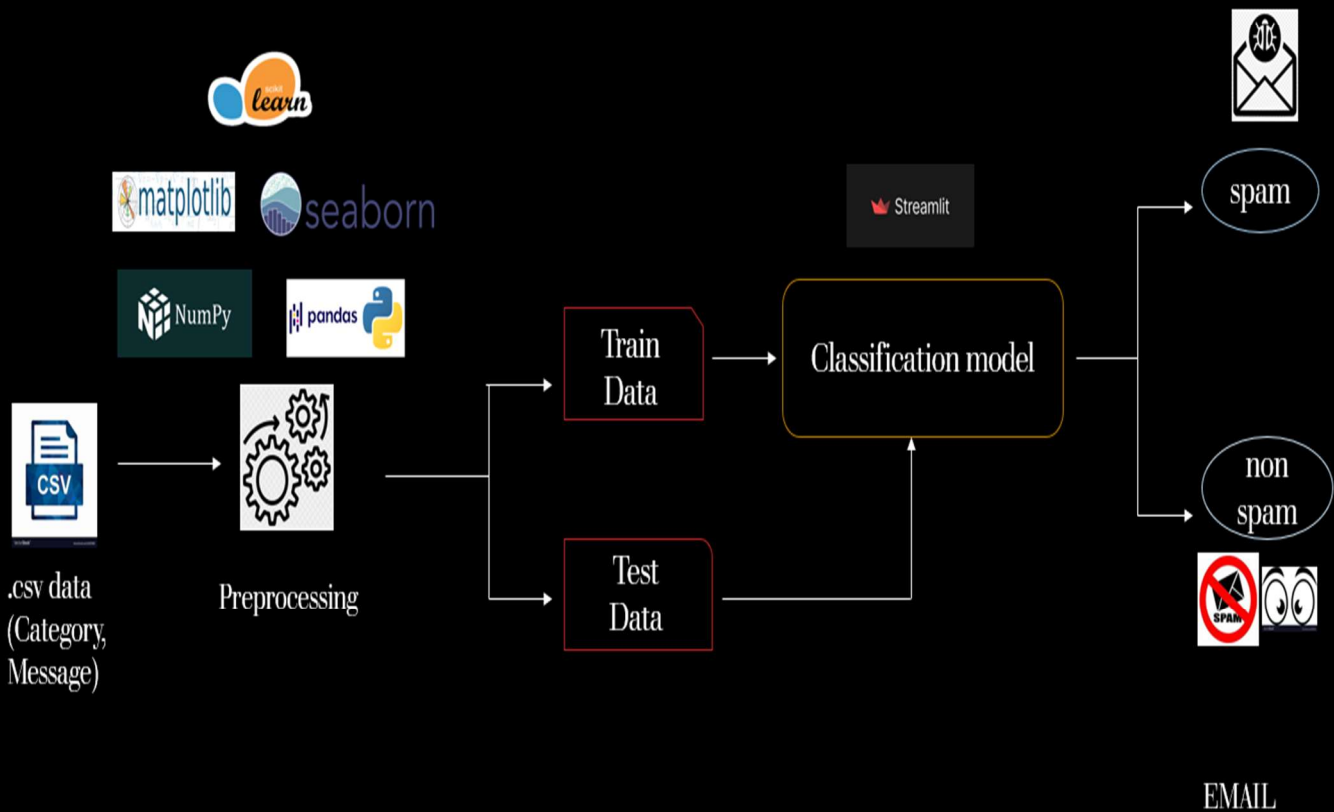 scikit
learn
matplotlib
seaborn
NumPy
pandas
CSV
.csv data
(Category,
Message)
Preprocessing
Train
Data
Test
Data
Streamlit
Classification model
spam
non
spam
SPAM
EMAIL